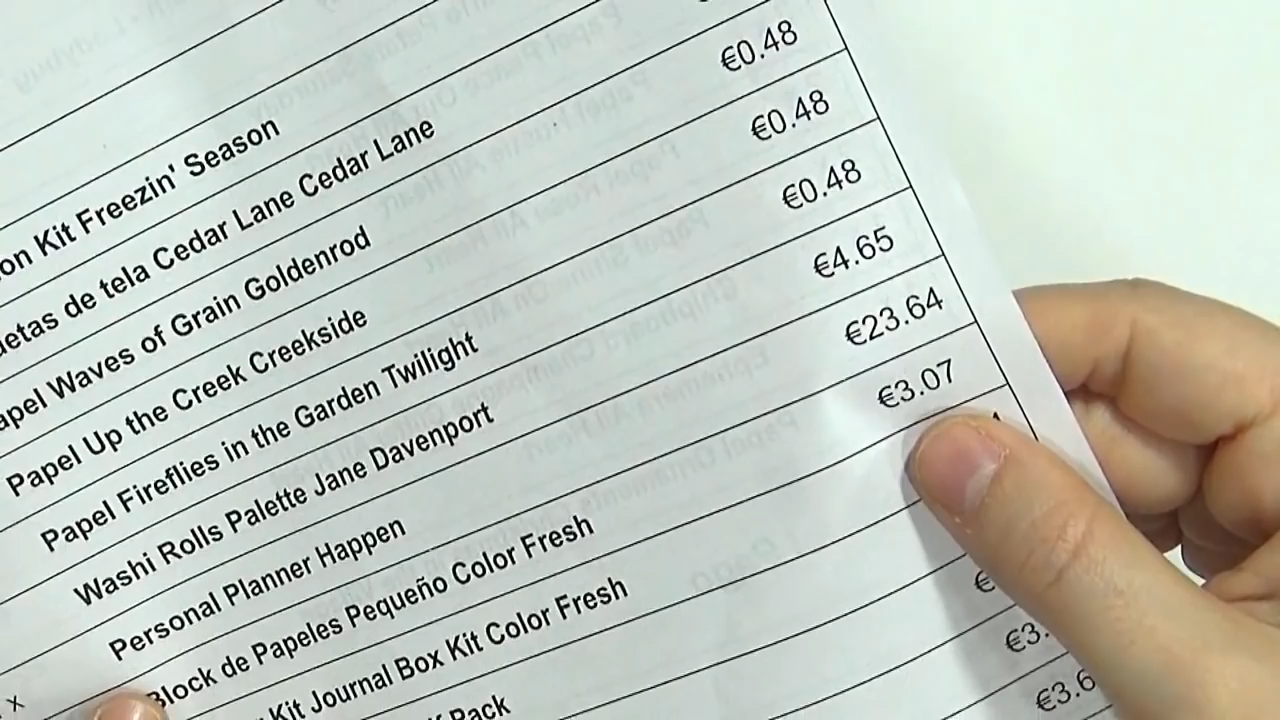 Kit Freezin' Season
de tela Cedar Lane Cedar Lane
Waves of Grain Goldenrod €0.48
Papel Up the Creek Creekside €0.48
Papel Fireflies in the Garden Twilight €0.48
Washi Rolls Palette Jane Davenport €4.65
Personal Planner Happen €23.64
Block de Papeles Pequeño Color Fresh €3.07
Kit Journal Box Kit Color Fresh
x Pack
€
€3.
€3.6